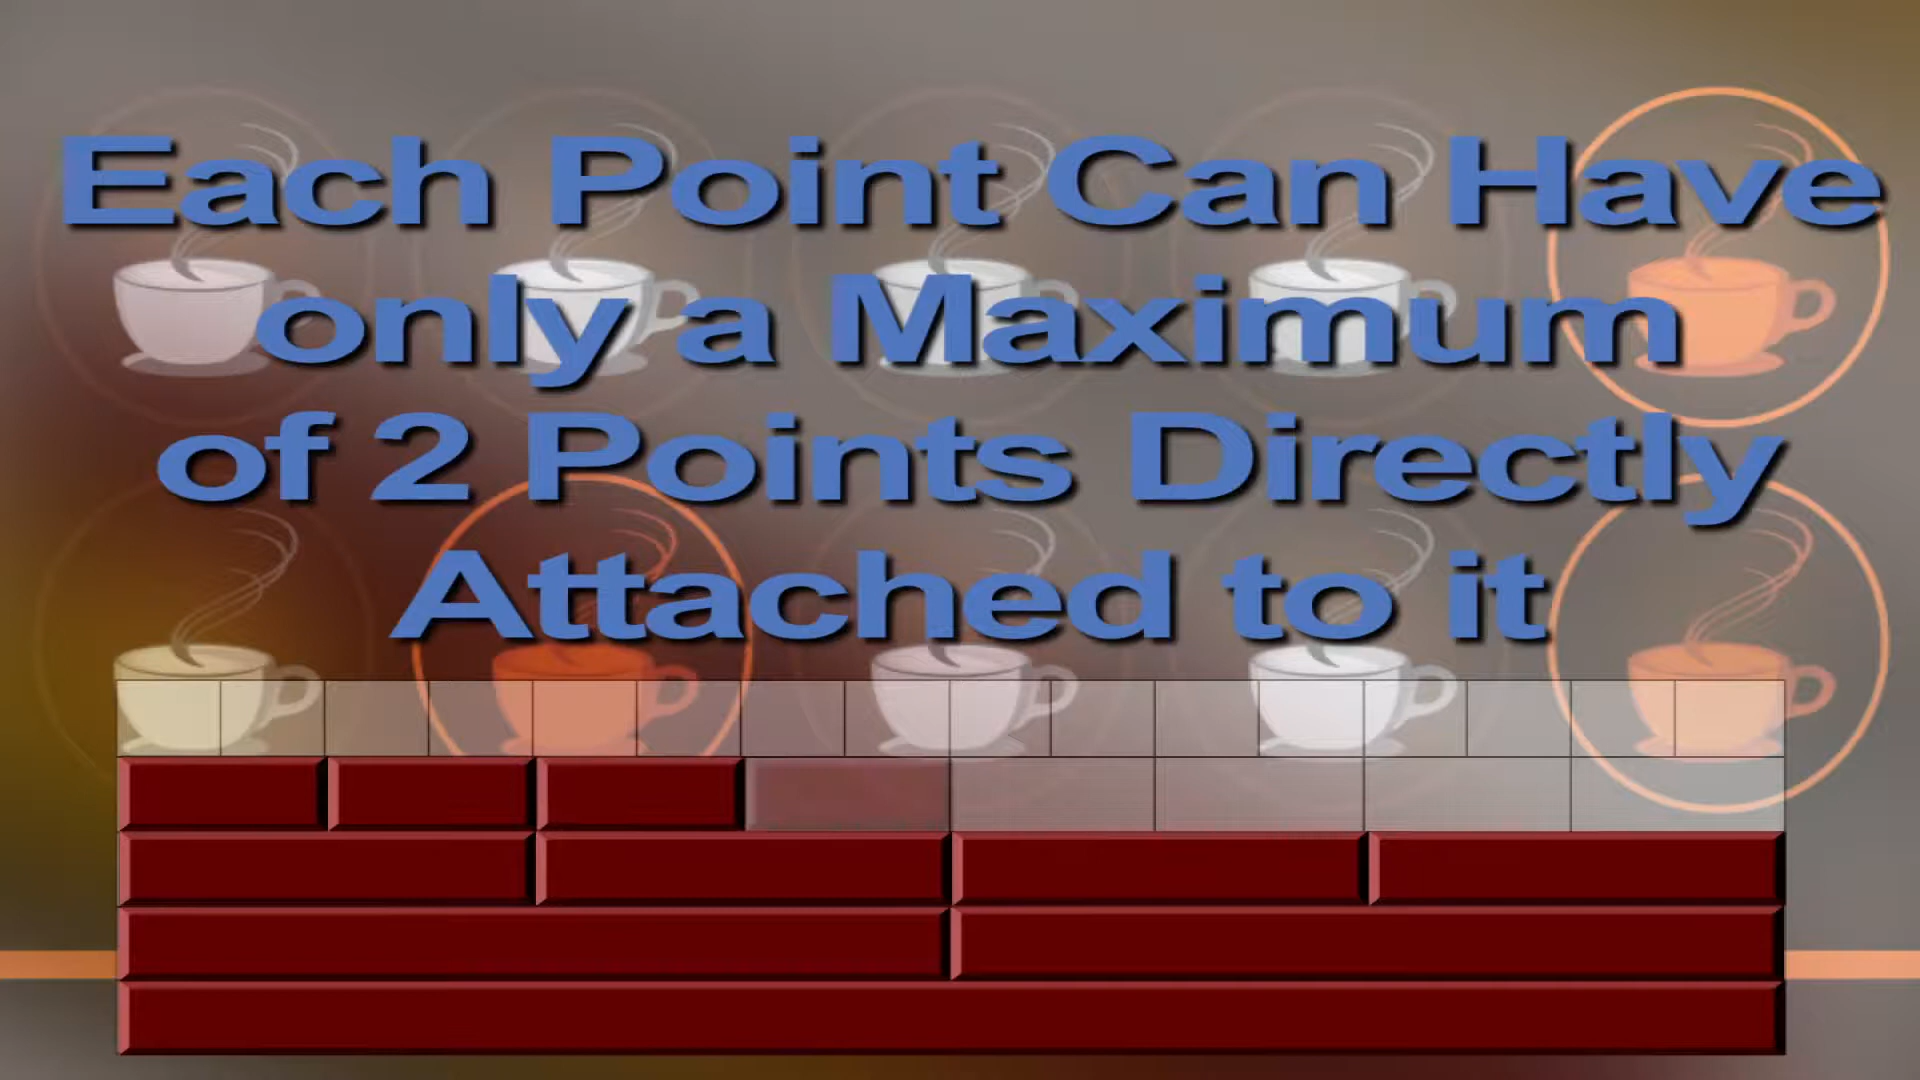 Each Point Can Have
only a Maximum
of 2 Points Directly
Attached to it